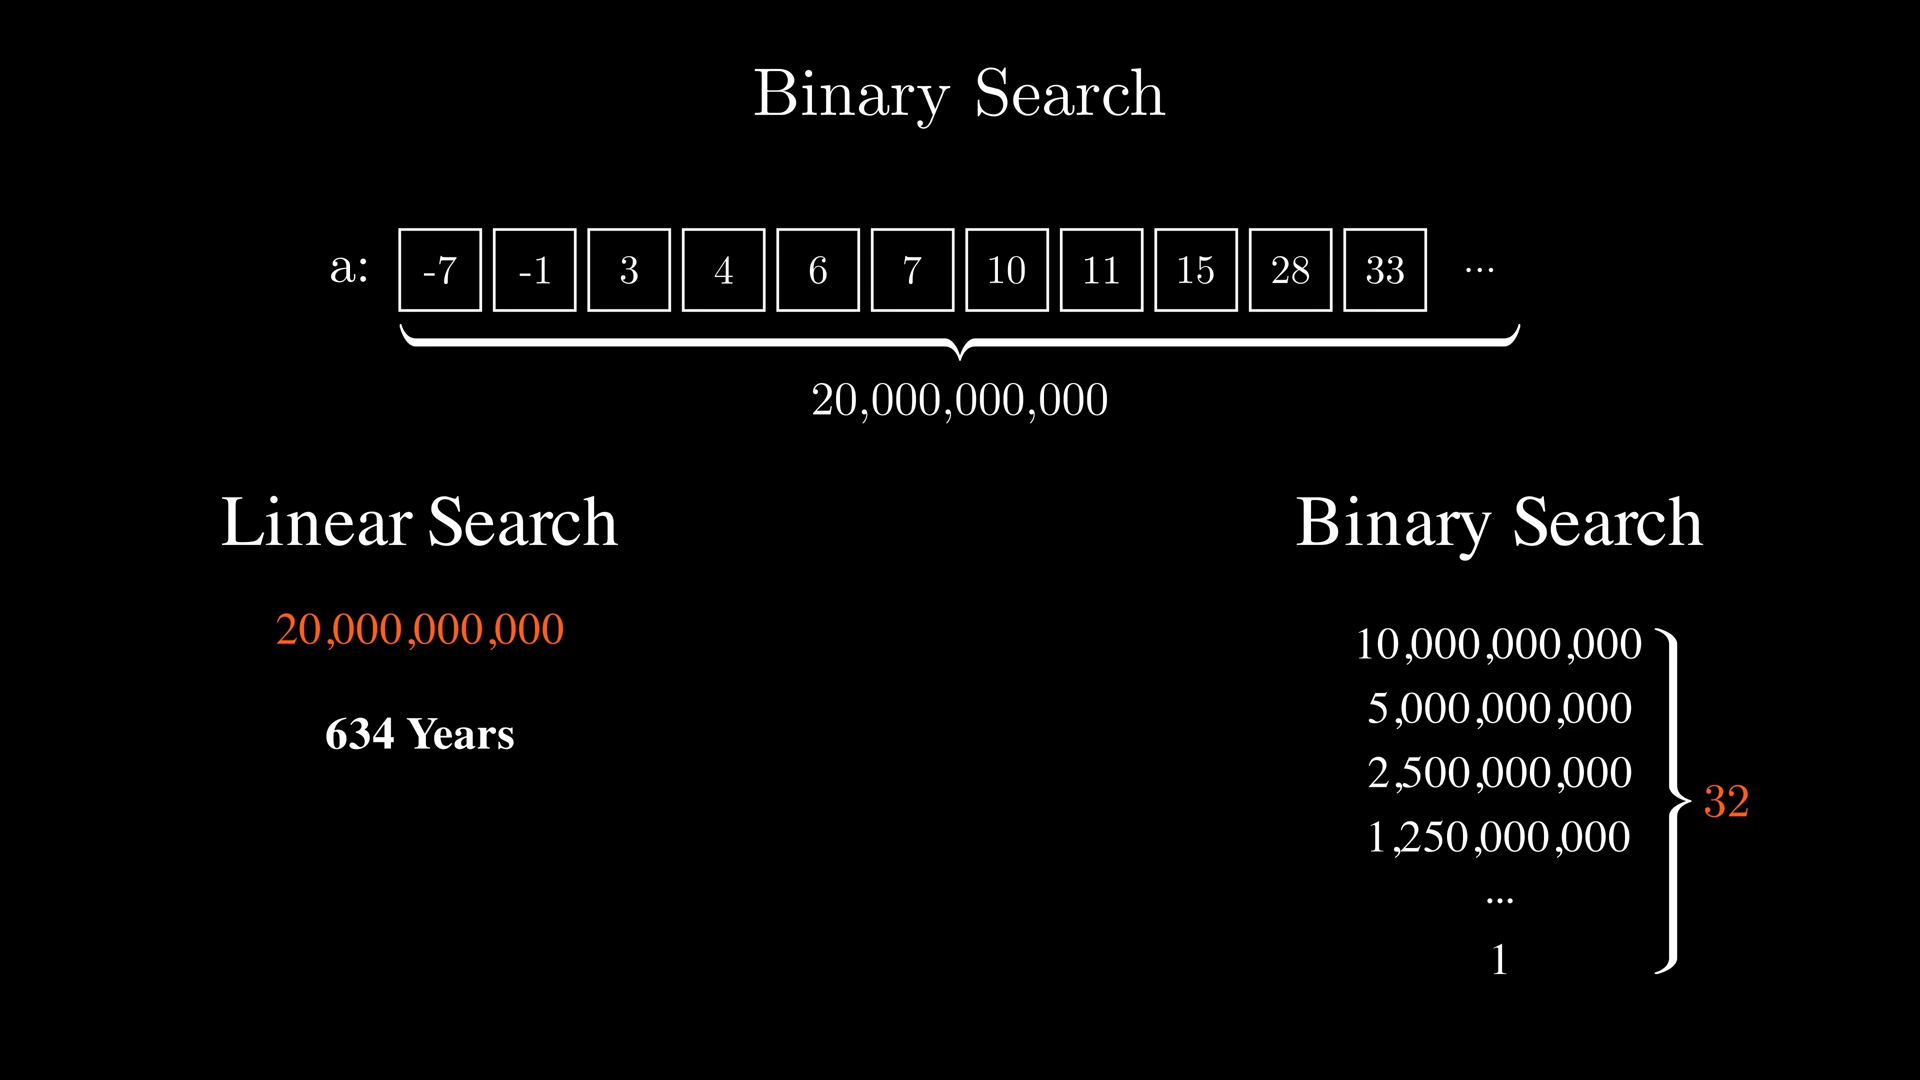 Binary Search
a: -7 -1 3 4 6 7 10 11 15 28 33 ...
20,000,000,000
Linear Search
20,000,000,000
634 Years
Binary Search
10,000,000,000
5,000,000,000
2,500,000,000
1,250,000,000
...
1
32